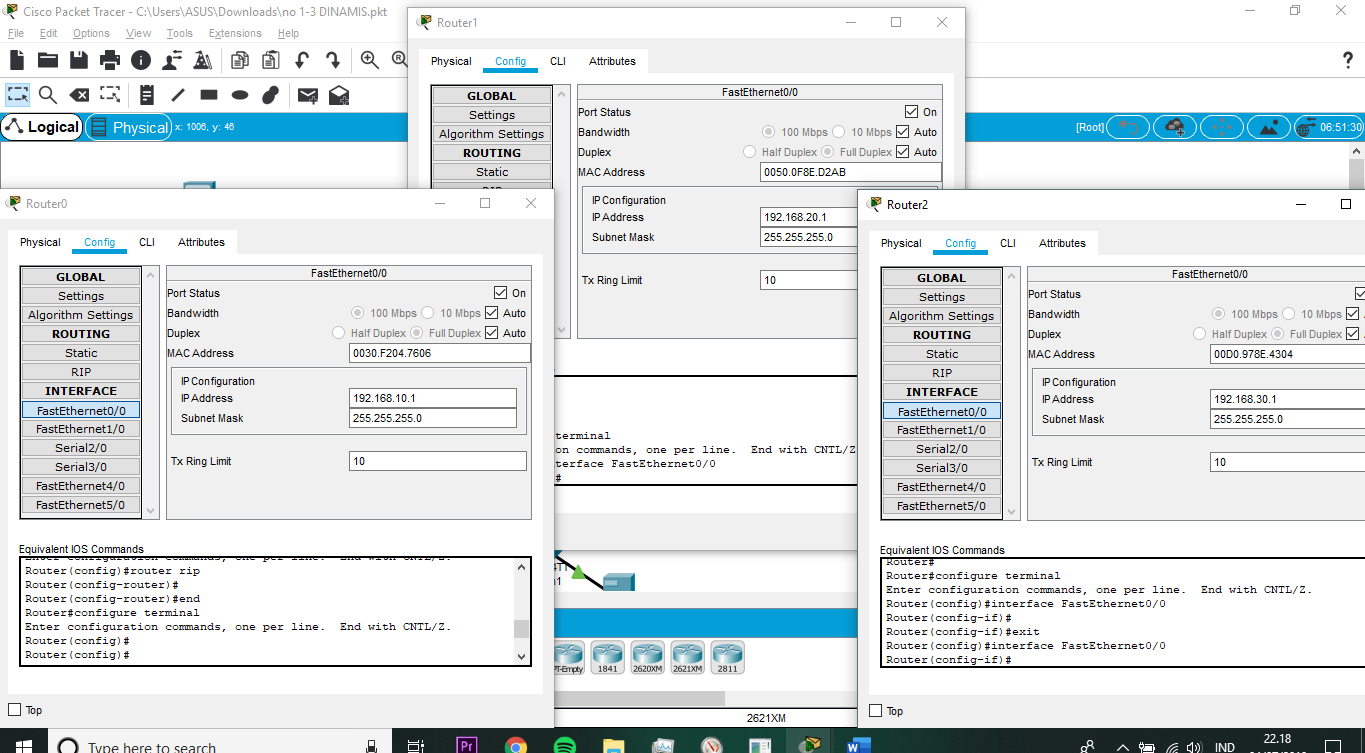 Cisco Packet Tracer - C:\Users\ASUS\Downloads\no 1-3 DINAMIS.pkt
File Edit Options View Tools Extensions Help
Logical
Physical x: 1006, y: 46
[Root]
06:51:30
Router1
Physical Config CLI Attributes
GLOBAL
Settings
Algorithm Settings
ROUTING
Static
FastEthernet0/0
Port Status On
Bandwidth 100 Mbps 10 Mbps Auto
Duplex Half Duplex Full Duplex Auto
MAC Address 0050.0F8E.D2AB
IP Configuration
IP Address 192.168.20.1
Subnet Mask 255.255.255.0
Tx Ring Limit 10
terminal
on commands, one per line. End with CNTL/Z
terface FastEthernet0/0
#
Router0
Physical Config CLI Attributes
GLOBAL
Settings
Algorithm Settings
ROUTING
Static
RIP
INTERFACE
FastEthernet0/0
FastEthernet1/0
Serial2/0
Serial3/0
FastEthernet4/0
FastEthernet5/0
FastEthernet0/0
Port Status On
Bandwidth 100 Mbps 10 Mbps Auto
Duplex Half Duplex Full Duplex Auto
MAC Address 0030.F204.7606
IP Configuration
IP Address 192.168.10.1
Subnet Mask 255.255.255.0
Tx Ring Limit 10
Equivalent IOS Commands
Enter configuration commands, one per line. End with CNTL/Z.
Router(config)#router rip
Router(config-router)#
Router(config-router)#end
Router#configure terminal
Enter configuration commands, one per line. End with CNTL/Z.
Router(config)#
Router(config)#
Top
Router2
Physical Config CLI Attributes
GLOBAL
Settings
Algorithm Settings
ROUTING
Static
RIP
INTERFACE
FastEthernet0/0
FastEthernet1/0
Serial2/0
Serial3/0
FastEthernet4/0
FastEthernet5/0
FastEthernet0/0
Port Status
Bandwidth 100 Mbps 10 Mbps
Duplex Half Duplex Full Duplex
MAC Address 00D0.978E.4304
IP Configuration
IP Address 192.168.30.1
Subnet Mask 255.255.255.0
Tx Ring Limit 10
Equivalent IOS Commands
Router#
Router#configure terminal
Enter configuration commands, one per line. End with CNTL/Z.
Router(config)#interface FastEthernet0/0
Router(config-if)#
Router(config-if)#exit
Router(config)#interface FastEthernet0/0
Router(config-if)#
Top
PT-Empty 1841 2620XM 2621XM 2811
2621XM
Type here to search
Pr
IND
22.18